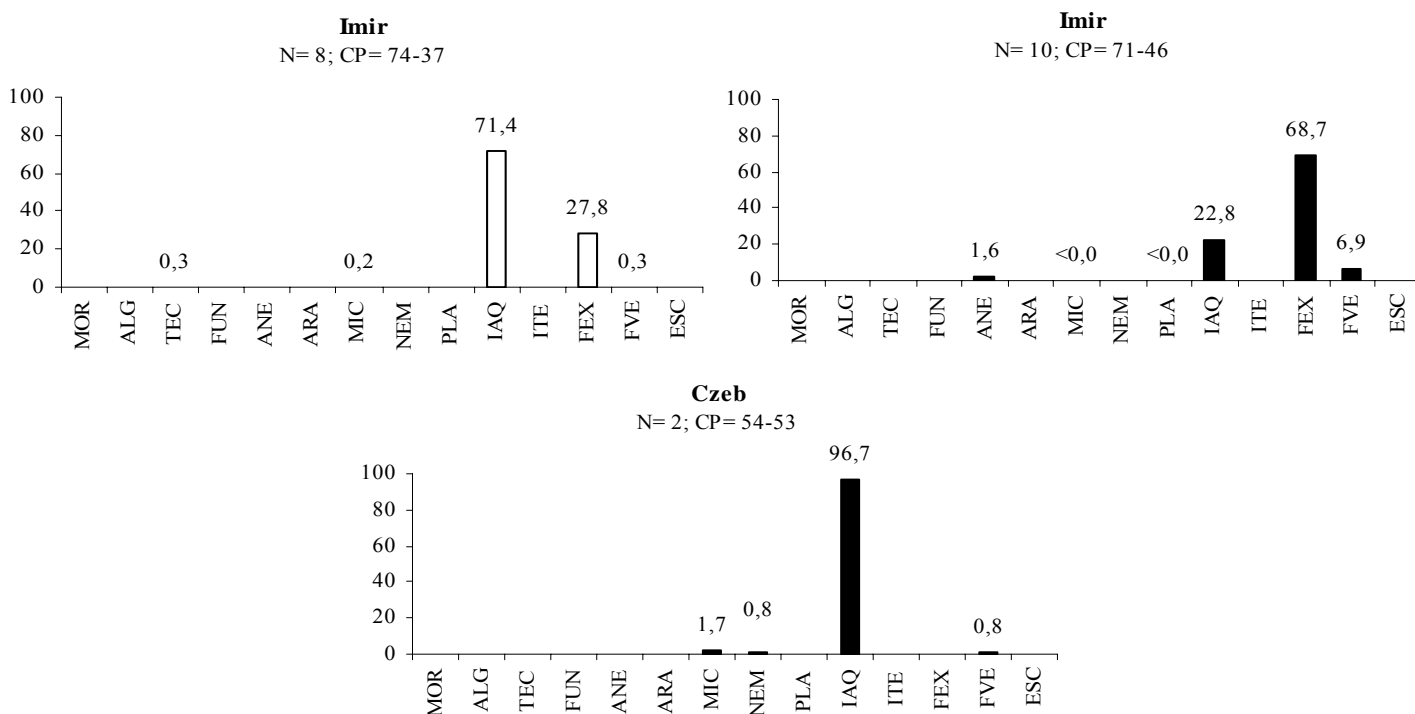 Imir
N= 8; CP= 74-37
100
80
60
40
20
0
0,3
0,2
71,4
27,8
0,3
MOR
ALG
TEC
FUN
ANE
ARA
MIC
NEM
PLA
IAQ
ITE
FEX
FVE
ESC
Imir
N= 10; CP= 71-46
100
80
60
40
20
0
1,6
<0,0
<0,0
22,8
68,7
6,9
MOR
ALG
TEC
FUN
ANE
ARA
MIC
NEM
PLA
IAQ
ITE
FEX
FVE
ESC
Czeb
N= 2; CP= 54-53
100
80
60
40
20
0
1,7
0,8
96,7
0,8
MOR
ALG
TEC
FUN
ANE
ARA
MIC
NEM
PLA
IAQ
ITE
FEX
FVE
ESC